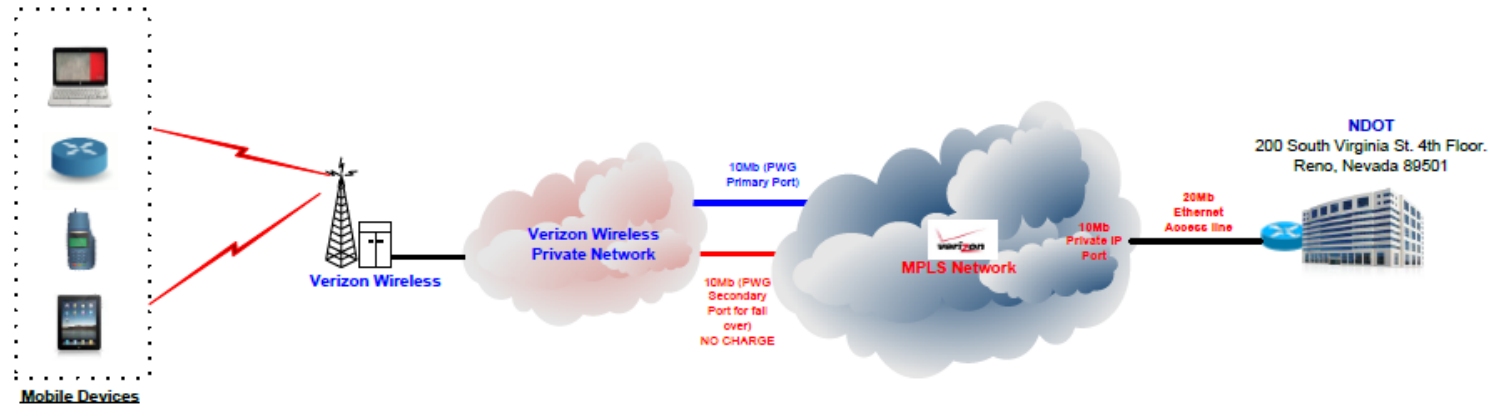 Mobile Devices
Verizon Wireless
Verizon Wireless
Private Network
10Mb (PWG
Primary Port)
10Mb (PWG
Secondary
Port for fail
over)
NO CHARGE
verizon
MPLS Network
10Mb
Private IP
Port
20Mb
Ethernet
Access line
NDOT
200 South Virginia St. 4th Floor.
Reno, Nevada 89501